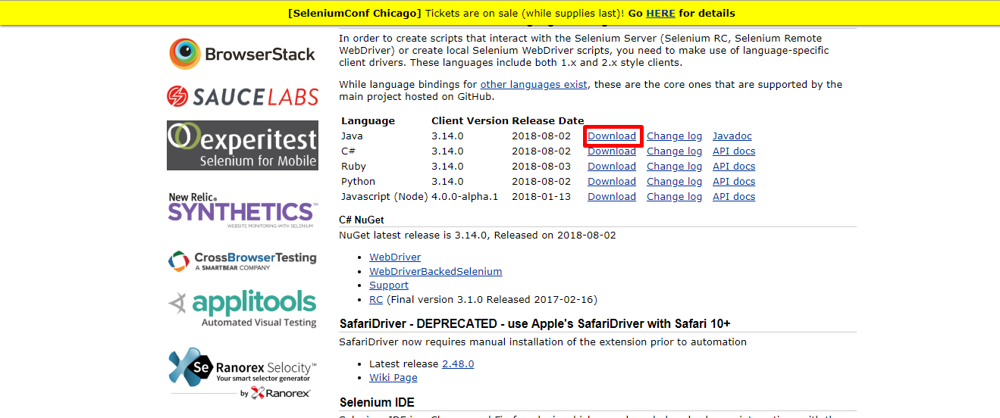 [SeleniumConf Chicago] Tickets are on sale (while supplies last)! Go HERE for details
BrowserStack
SAUCELABS
experitest
Selenium for Mobile
New Relic®
SYNTHETICS™
WEBSITE MONITORING WITH SELENIUM
CrossBrowserTesting
A SMARTBEAR COMPANY
applitools
Automated Visual Testing
Se Ranorex Selocity™
Your smart selector generator
by Ranorex®
In order to create scripts that interact with the Selenium Server (Selenium RC, Selenium Remote
WebDriver) or create local Selenium WebDriver scripts, you need to make use of language-specific
client drivers. These languages include both 1.x and 2.x style clients.
While language bindings for other languages exist, these are the core ones that are supported by the
main project hosted on GitHub.
Language Client Version Release Date
Java 3.14.0 2018-08-02 Download Change log Javadoc
C# 3.14.0 2018-08-02 Download Change log API docs
Ruby 3.14.0 2018-08-03 Download Change log API docs
Python 3.14.0 2018-08-02 Download Change log API docs
Javascript (Node) 4.0.0-alpha.1 2018-01-13 Download Change log API docs
C# NuGet
NuGet latest release is 3.14.0, Released on 2018-08-02
• WebDriver
• WebDriverBackedSelenium
• Support
• RC (Final version 3.1.0 Released 2017-02-16)
SafariDriver - DEPRECATED - use Apple's SafariDriver with Safari 10+
SafariDriver now requires manual installation of the extension prior to automation
• Latest release 2.48.0
• Wiki Page
Selenium IDE